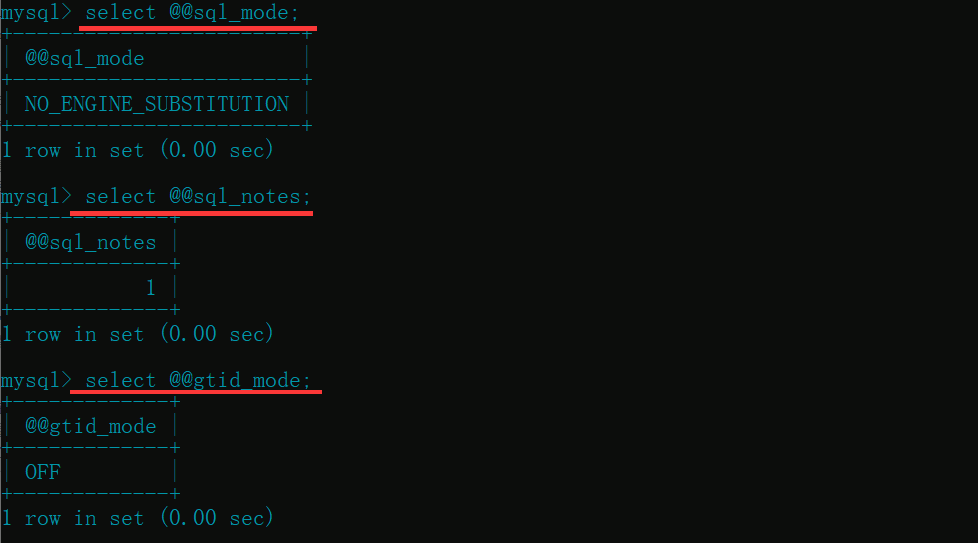 mysql> select @@sql_mode;
+------------------------+
| @@sql_mode             |
+------------------------+
| NO_ENGINE_SUBSTITUTION |
+------------------------+
1 row in set (0.00 sec)
mysql> select @@sql_notes;
+-------------+
| @@sql_notes |
+-------------+
|           1 |
+-------------+
1 row in set (0.00 sec)
mysql> select @@gtid_mode;
+-------------+
| @@gtid_mode |
+-------------+
| OFF         |
+-------------+
1 row in set (0.00 sec)